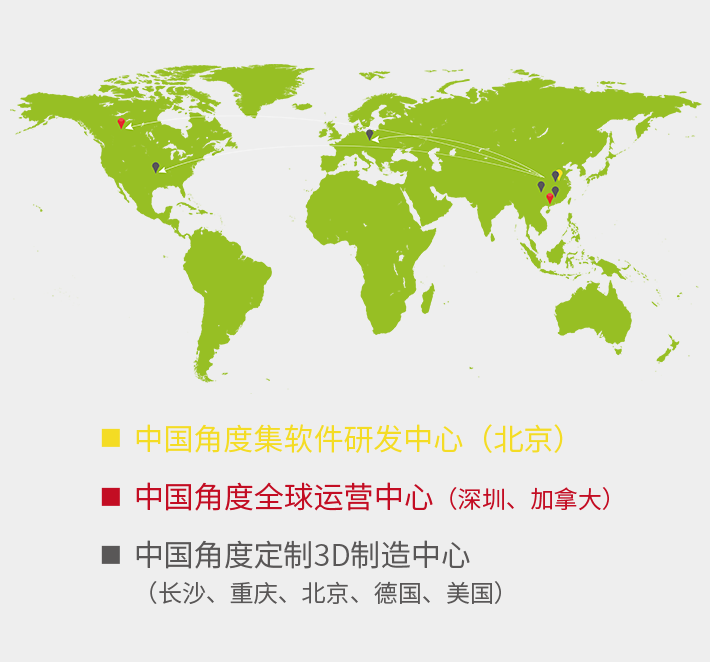 中国角度集软件研发中心（北京）
中国角度全球运营中心（深圳、加拿大）
中国角度定制3D制造中心
（长沙、重庆、北京、德国、美国）